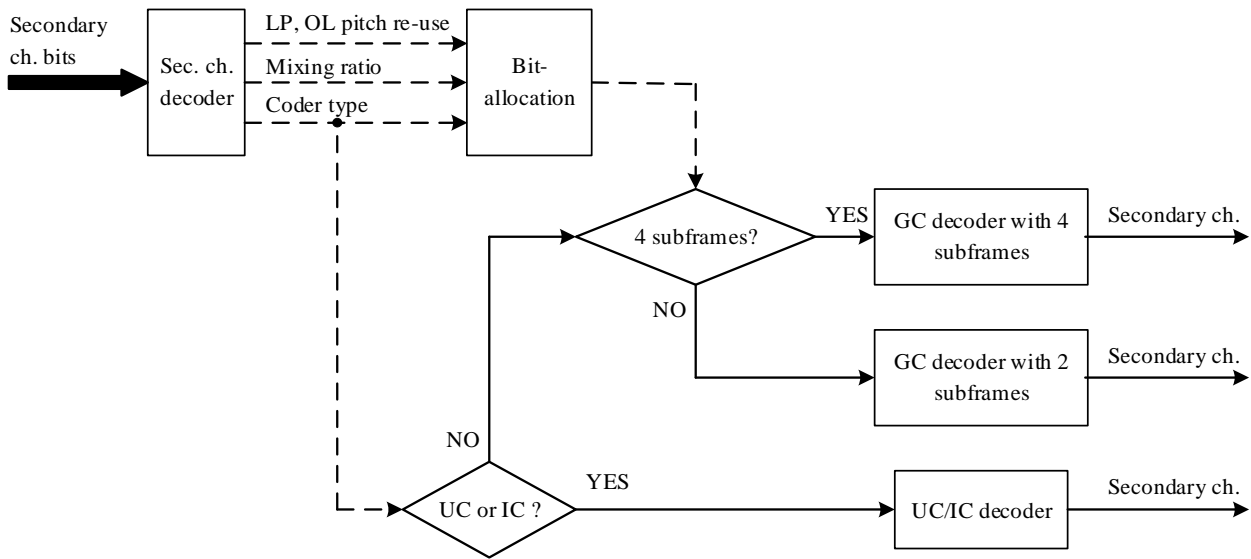 Secondary
ch. bits
Sec. ch.
decoder
LP, OL pitch re-use
Mixing ratio
Coder type
Bit-
allocation
4 subframes?
YES
GC decoder with 4
subframes
Secondary ch.
NO
GC decoder with 2
subframes
Secondary ch.
NO
UC or IC ?
YES
UC/IC decoder
Secondary ch.